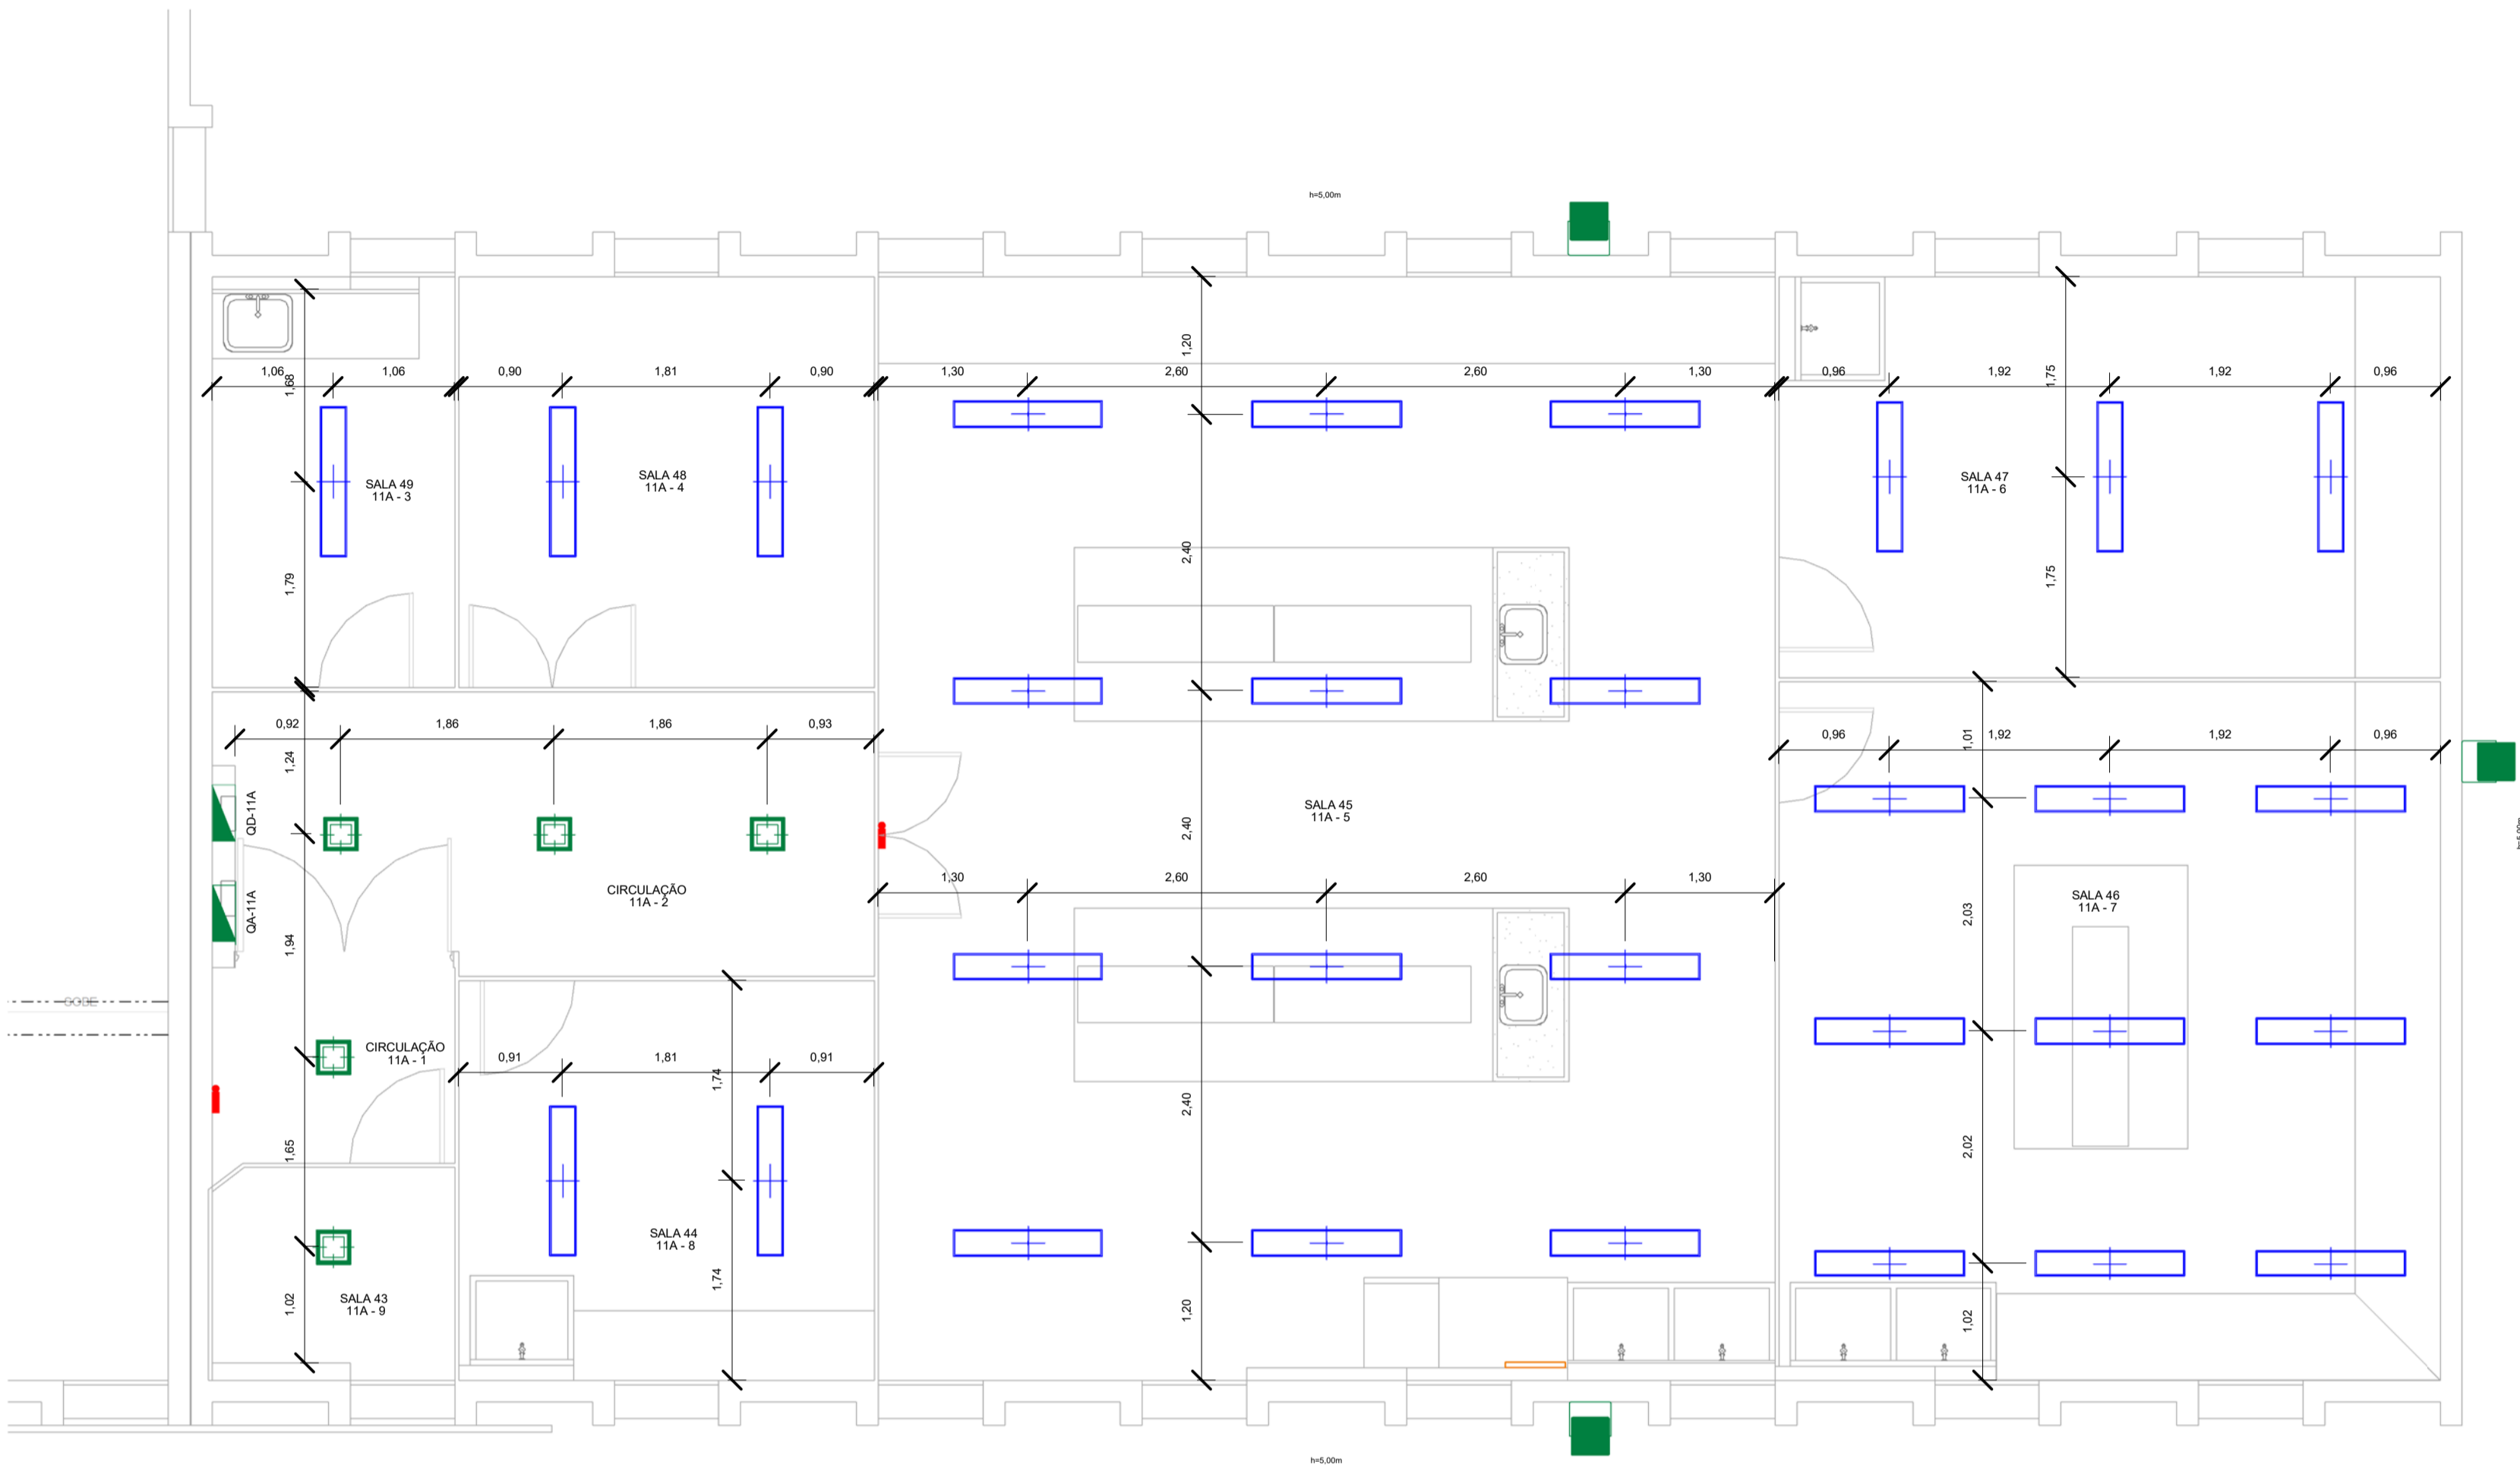 h=5,00m
1,20
1,06
1,68
1,06
0,90
1,81
0,90
1,30
2,60
2,60
1,30
0,96
1,92
1,75
1,92
0,96
SALA 49
11A - 3
SALA 48
11A - 4
SALA 47
11A - 6
2,40
1,79
1,75
0,92
1,86
1,86
0,93
1,24
0,96
1,92
1,01
1,92
0,96
QD-11A
SALA 45
11A - 5
2,40
h=5,00m
QA-11A
CIRCULAÇÃO
11A - 2
1,30
2,60
2,60
1,30
SALA 46
11A - 7
2,03
1,94
SOBE
CIRCULAÇÃO
11A - 1
0,91
1,81
0,91
1,74
2,40
1,65
2,02
SALA 44
11A - 8
1,74
SALA 43
11A - 9
1,02
1,20
1,02
h=5,00m